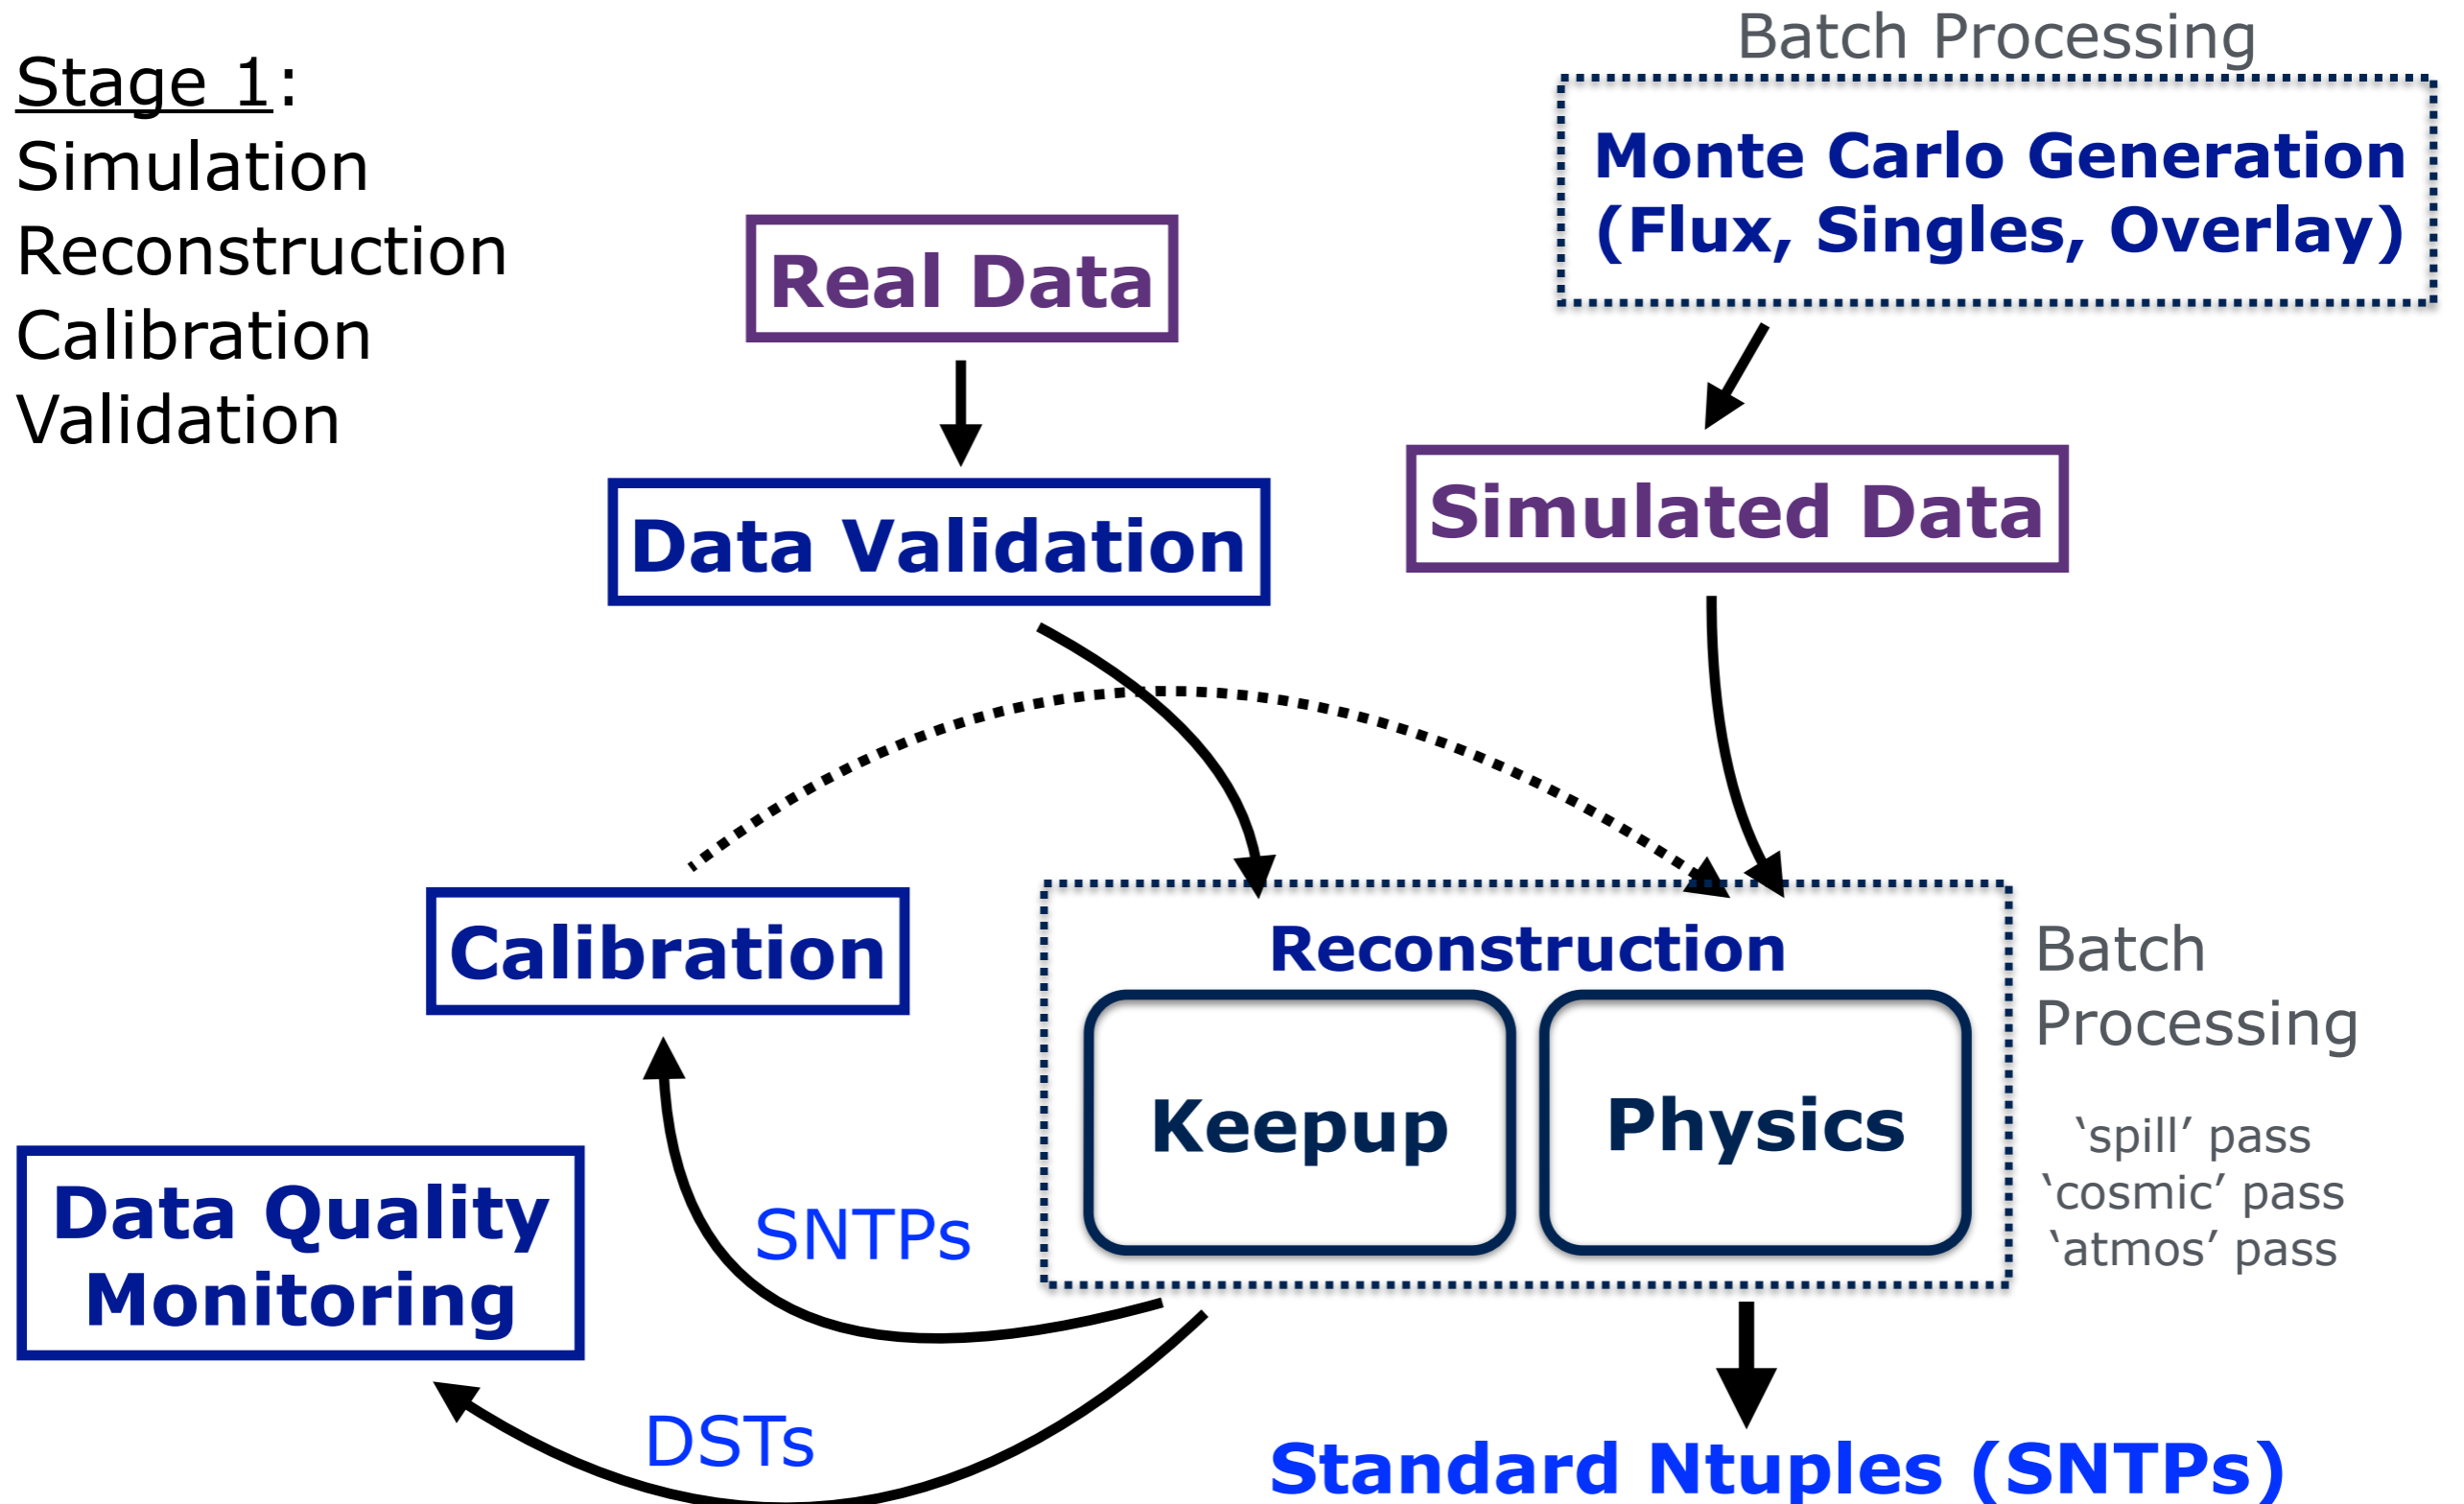 Stage 1:
Simulation
Reconstruction
Calibration
Validation
Batch Processing
Monte Carlo Generation
(Flux, Singles, Overlay)
Real Data
Simulated Data
Data Validation
Calibration
Reconstruction
Keepup
Physics
Batch
Processing
‘spill’ pass
‘cosmic’ pass
‘atmos’ pass
Data Quality
Monitoring
SNTPs
DSTs
Standard Ntuples (SNTPs)